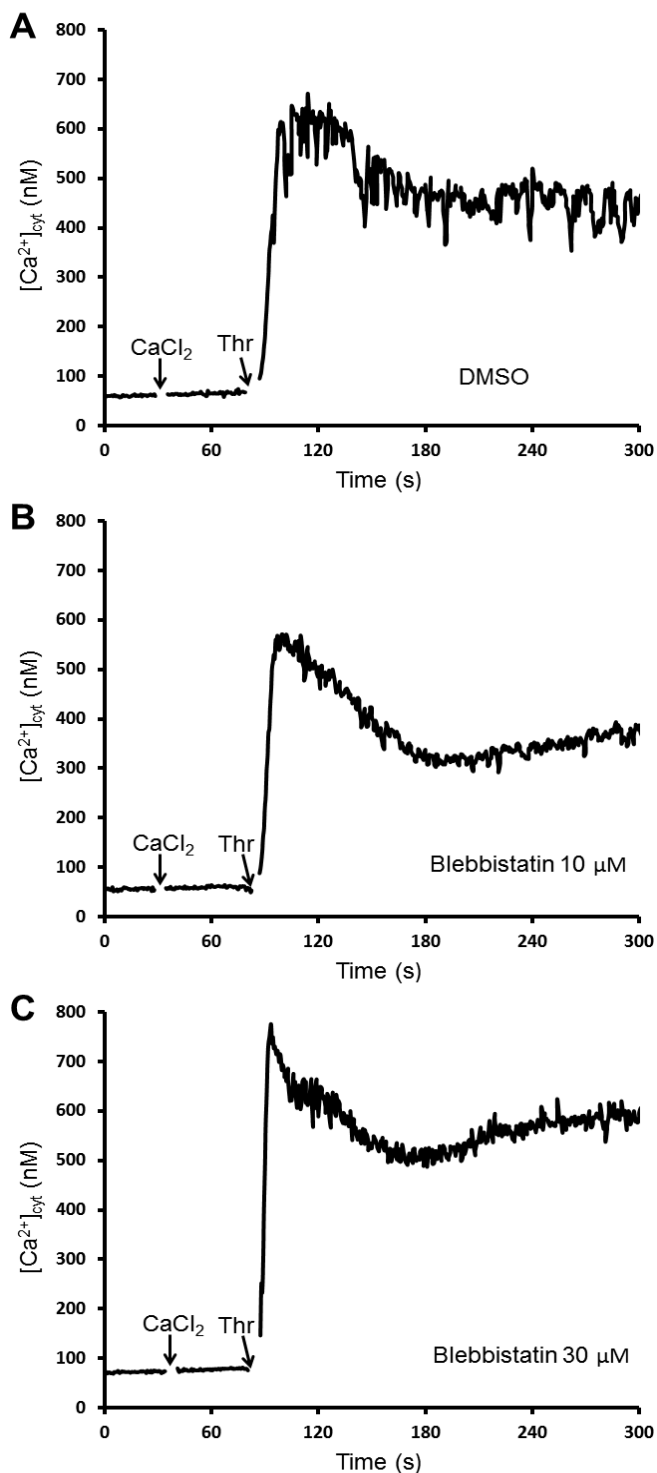 A
800
700
600
500
400
300
200
100
0
[Ca²⁺]cyt (nM)
CaCl₂
Thr
DMSO
0 60 120 180 240 300
Time (s)
B
800
700
600
500
400
300
200
100
0
[Ca²⁺]cyt (nM)
CaCl₂
Thr
Blebbistatin 10 µM
0 60 120 180 240 300
Time (s)
C
800
700
600
500
400
300
200
100
0
[Ca²⁺]cyt (nM)
CaCl₂
Thr
Blebbistatin 30 µM
0 60 120 180 240 300
Time (s)